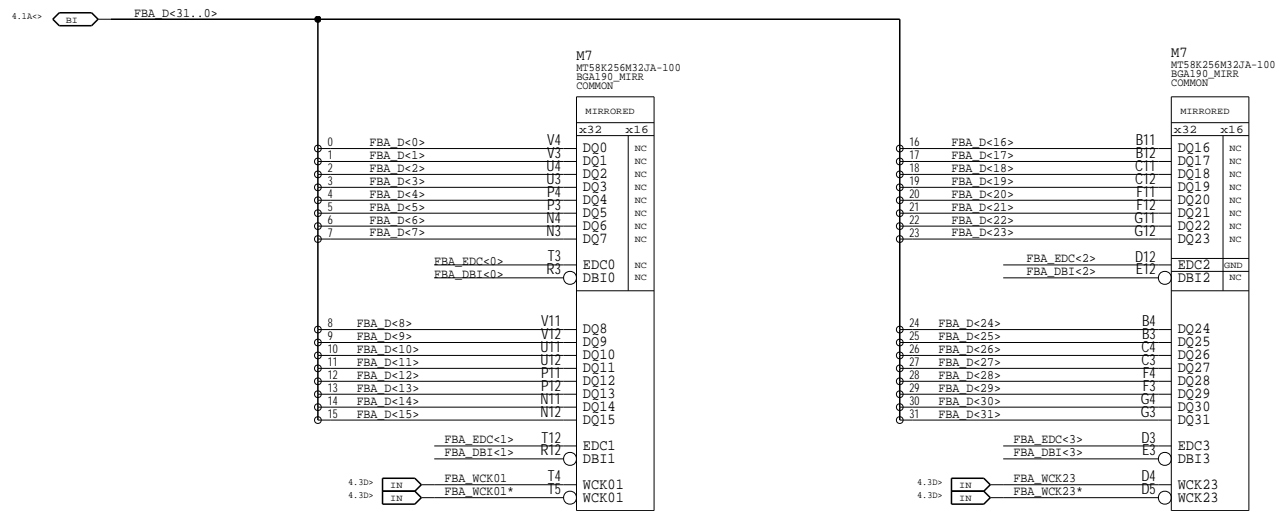 4.1A<> BI FBA_D<31..0>
M7
MT58K256M32JA-100
BGA190_MIRR
COMMON
MIRRORED
x32 x16
0 FBA_D<0> V4 DQ0 NC
1 FBA_D<1> V3 DQ1 NC
2 FBA_D<2> U4 DQ2 NC
3 FBA_D<3> U3 DQ3 NC
4 FBA_D<4> P4 DQ4 NC
5 FBA_D<5> P3 DQ5 NC
6 FBA_D<6> N4 DQ6 NC
7 FBA_D<7> N3 DQ7 NC
FBA_EDC<0> T3 EDC0 NC
FBA_DBI<0> R3 DBI0 NC
8 FBA_D<8> V11 DQ8
9 FBA_D<9> V12 DQ9
10 FBA_D<10> U11 DQ10
11 FBA_D<11> U12 DQ11
12 FBA_D<12> P11 DQ12
13 FBA_D<13> P12 DQ13
14 FBA_D<14> N11 DQ14
15 FBA_D<15> N12 DQ15
FBA_EDC<1> T12 EDC1
FBA_DBI<1> R12 DBI1
4.3D> IN FBA_WCK01 T4 WCK01
4.3D> IN FBA_WCK01* T5 WCK01
M7
MT58K256M32JA-100
BGA190_MIRR
COMMON
MIRRORED
x32 x16
16 FBA_D<16> B11 DQ16 NC
17 FBA_D<17> B12 DQ17 NC
18 FBA_D<18> C11 DQ18 NC
19 FBA_D<19> C12 DQ19 NC
20 FBA_D<20> F11 DQ20 NC
21 FBA_D<21> F12 DQ21 NC
22 FBA_D<22> G11 DQ22 NC
23 FBA_D<23> G12 DQ23 NC
FBA_EDC<2> D12 EDC2 GND
FBA_DBI<2> E12 DBI2 NC
24 FBA_D<24> B4 DQ24
25 FBA_D<25> B3 DQ25
26 FBA_D<26> C4 DQ26
27 FBA_D<27> C3 DQ27
28 FBA_D<28> F4 DQ28
29 FBA_D<29> F3 DQ29
30 FBA_D<30> G4 DQ30
31 FBA_D<31> G3 DQ31
FBA_EDC<3> D3 EDC3
FBA_DBI<3> E3 DBI3
4.3D> IN FBA_WCK23 D4 WCK23
4.3D> IN FBA_WCK23* D5 WCK23